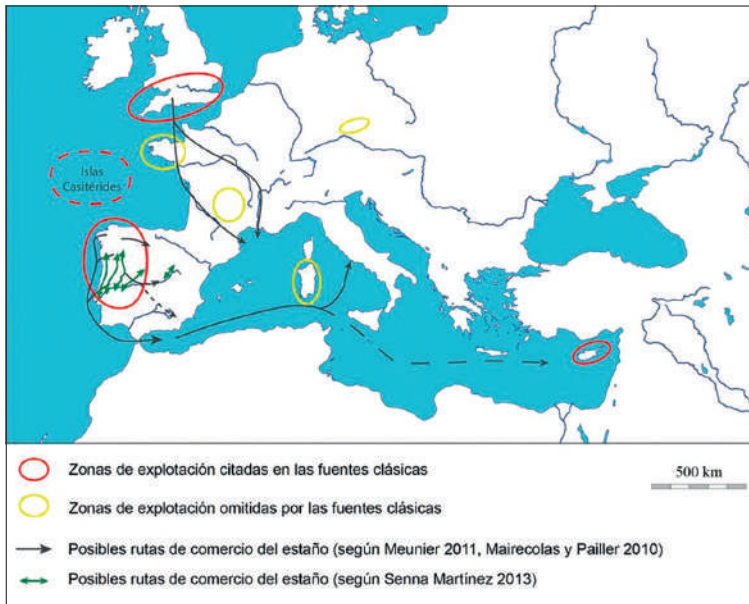 Islas
Casitérides
Zonas de explotación citadas en las fuentes clásicas
500 km
Zonas de explotación omitidas por las fuentes clásicas
Posibles rutas de comercio del estaño (según Meunier 2011, Mairecolas y Pailler 2010)
Posibles rutas de comercio del estaño (según Senna Martínez 2013)